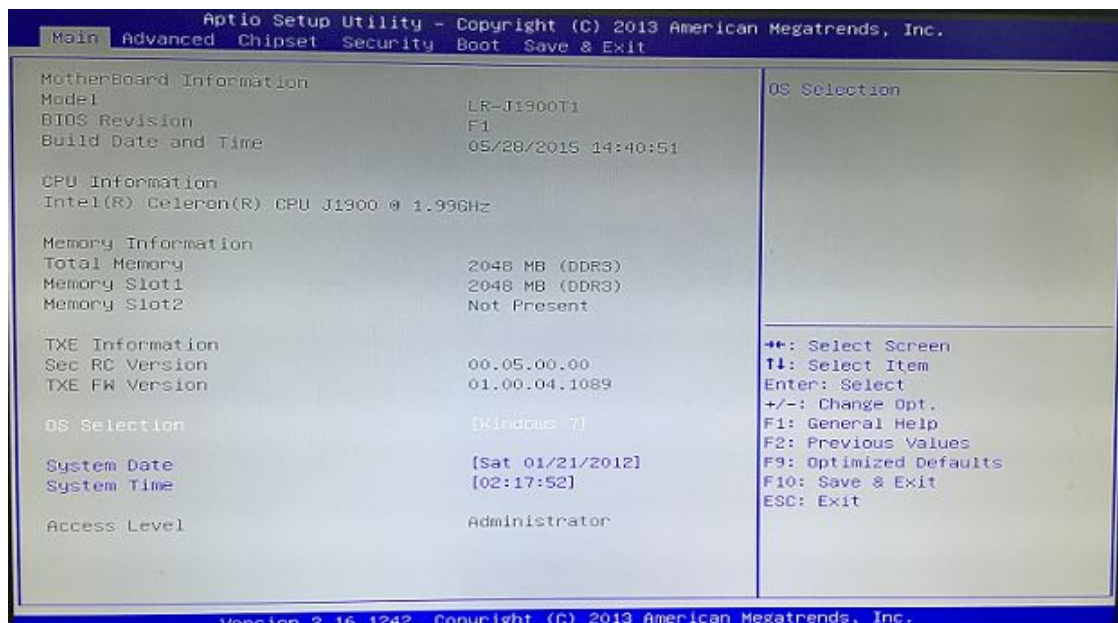 Aptio Setup Utility – Copyright (C) 2013 American Megatrends, Inc.
Main Advanced Chipset Security Boot Save & Exit
MotherBoard Information
Model LR-J1900T1
BIOS Revision F1
Build Date and Time 05/28/2015 14:40:51
CPU Information
Intel(R) Celeron(R) CPU J1900 @ 1.99GHz
Memory Information
Total Memory 2048 MB (DDR3)
Memory Slot1 2048 MB (DDR3)
Memory Slot2 Not Present
TXE Information
Sec RC Version 00.05.00.00
TXE FW Version 01.00.04.1089
OS Selection [Windows 7]
System Date [Sat 01/21/2012]
System Time [02:17:52]
Access Level Administrator
OS Selection
→←: Select Screen
↑↓: Select Item
Enter: Select
+/-: Change Opt.
F1: General Help
F2: Previous Values
F9: Optimized Defaults
F10: Save & Exit
ESC: Exit
Version 2.16.1242. Copyright (C) 2013 American Megatrends, Inc.